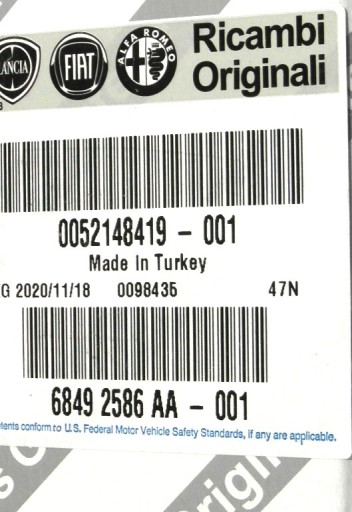 LANCIA FIAT ALFA ROMEO Ricambi
Originali
0052148419 - 001
Made In Turkey
G 2020/11/18 0098435 47N
6849 2586 AA - 001
tents conform to U.S. Federal Motor Vehicle Safety Standards, if any are applicable.